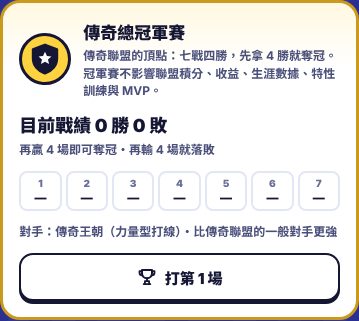 傳奇總冠軍賽
傳奇聯盟的頂點：七戰四勝，先拿 4 勝就奪冠。
冠軍賽不影響聯盟積分、收益、生涯數據、特性
訓練與 MVP。
目前戰績 0 勝 0 敗
再贏 4 場即可奪冠・再輸 4 場就落敗
1 2 3 4 5 6 7
— — — — — — —
對手：傳奇王朝（力量型打線）・比傳奇聯盟的一般對手更強
打第 1 場